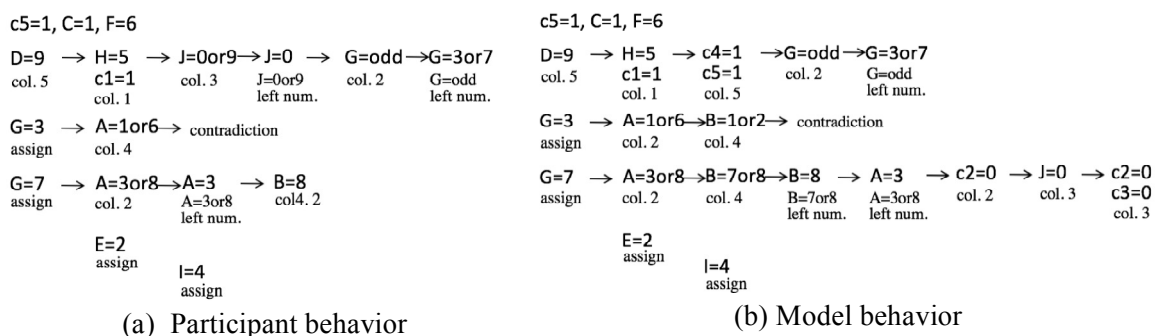 c5=1, C=1, F=6
D=9 → H=5 → J=0or9 → J=0 → G=odd → G=3or7
col. 5 c1=1 col. 3 J=0or9 col. 2 G=odd
col. 1 left num. left num.
G=3 → A=1or6 → contradiction
assign col. 4
G=7 → A=3or8 → A=3 → B=8
assign col. 2 A=3or8 col4. 2
left num.
E=2
assign
I=4
assign
(a) Participant behavior
c5=1, C=1, F=6
D=9 → H=5 → c4=1 → G=odd → G=3or7
col. 5 c1=1 c5=1 col. 2 G=odd
col. 1 col. 5 left num.
G=3 → A=1or6 → B=1or2 → contradiction
assign col. 2 col. 4
G=7 → A=3or8 → B=7or8 → B=8 → A=3 → c2=0 → J=0 → c2=0
assign col. 2 col. 4 B=7or8 A=3or8 col. 2 col. 3 c3=0
left num. left num. col. 3
E=2
assign
I=4
assign
(b) Model behavior